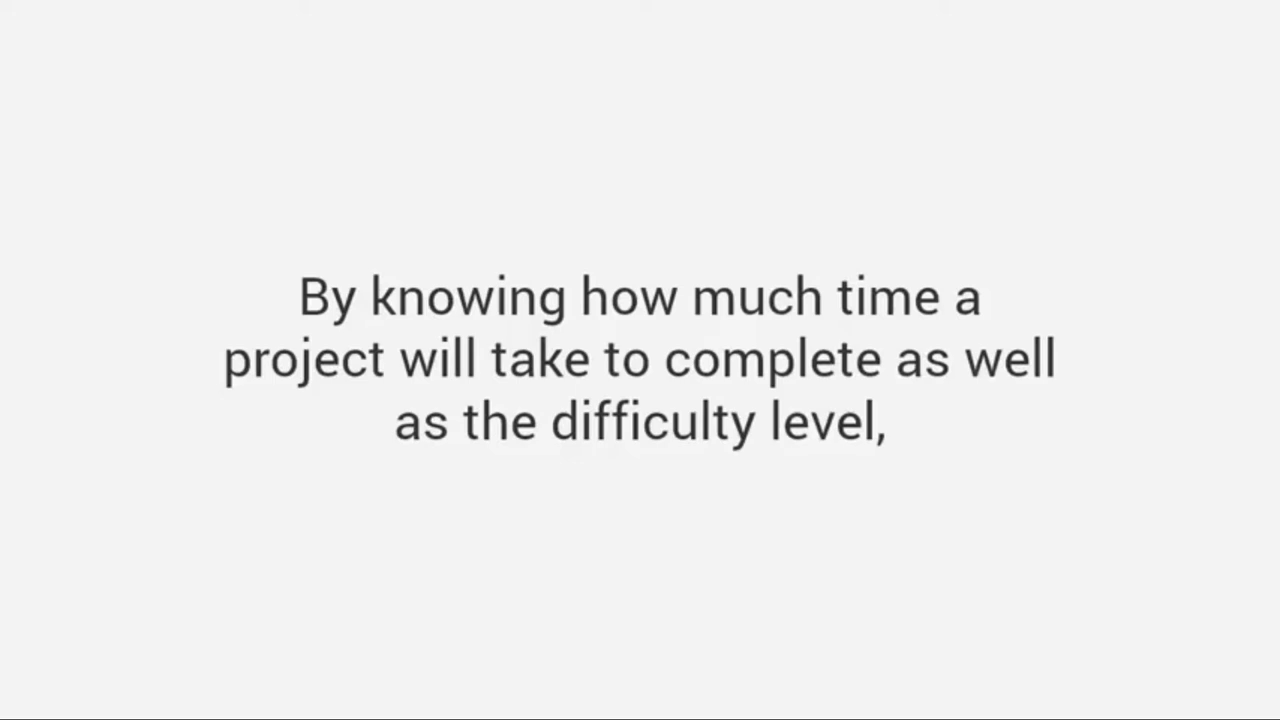 By knowing how much time a
project will take to complete as well
as the difficulty level,